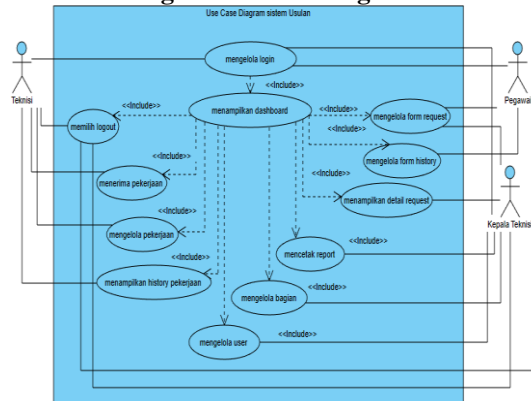 Use Case Diagram sistem Usulan
mengelola login
<<Include>>
Teknisi
Pegawai
<<Include>>
menampilkan dashboard
<<Include>>
mengelola form request
memilih logout
<<Include>>
mengelola form history
<<Include>>
menerima pekerjaan
<<Include>>
menampilkan detail request
Kepala Teknisi
<<Include>>
mengelola pekerjaan
mencetak report
<<Include>>
<<Include>>
menampilkan history pekerjaan
mengelola bagian
<<Include>>
mengelola user
<<Include>>